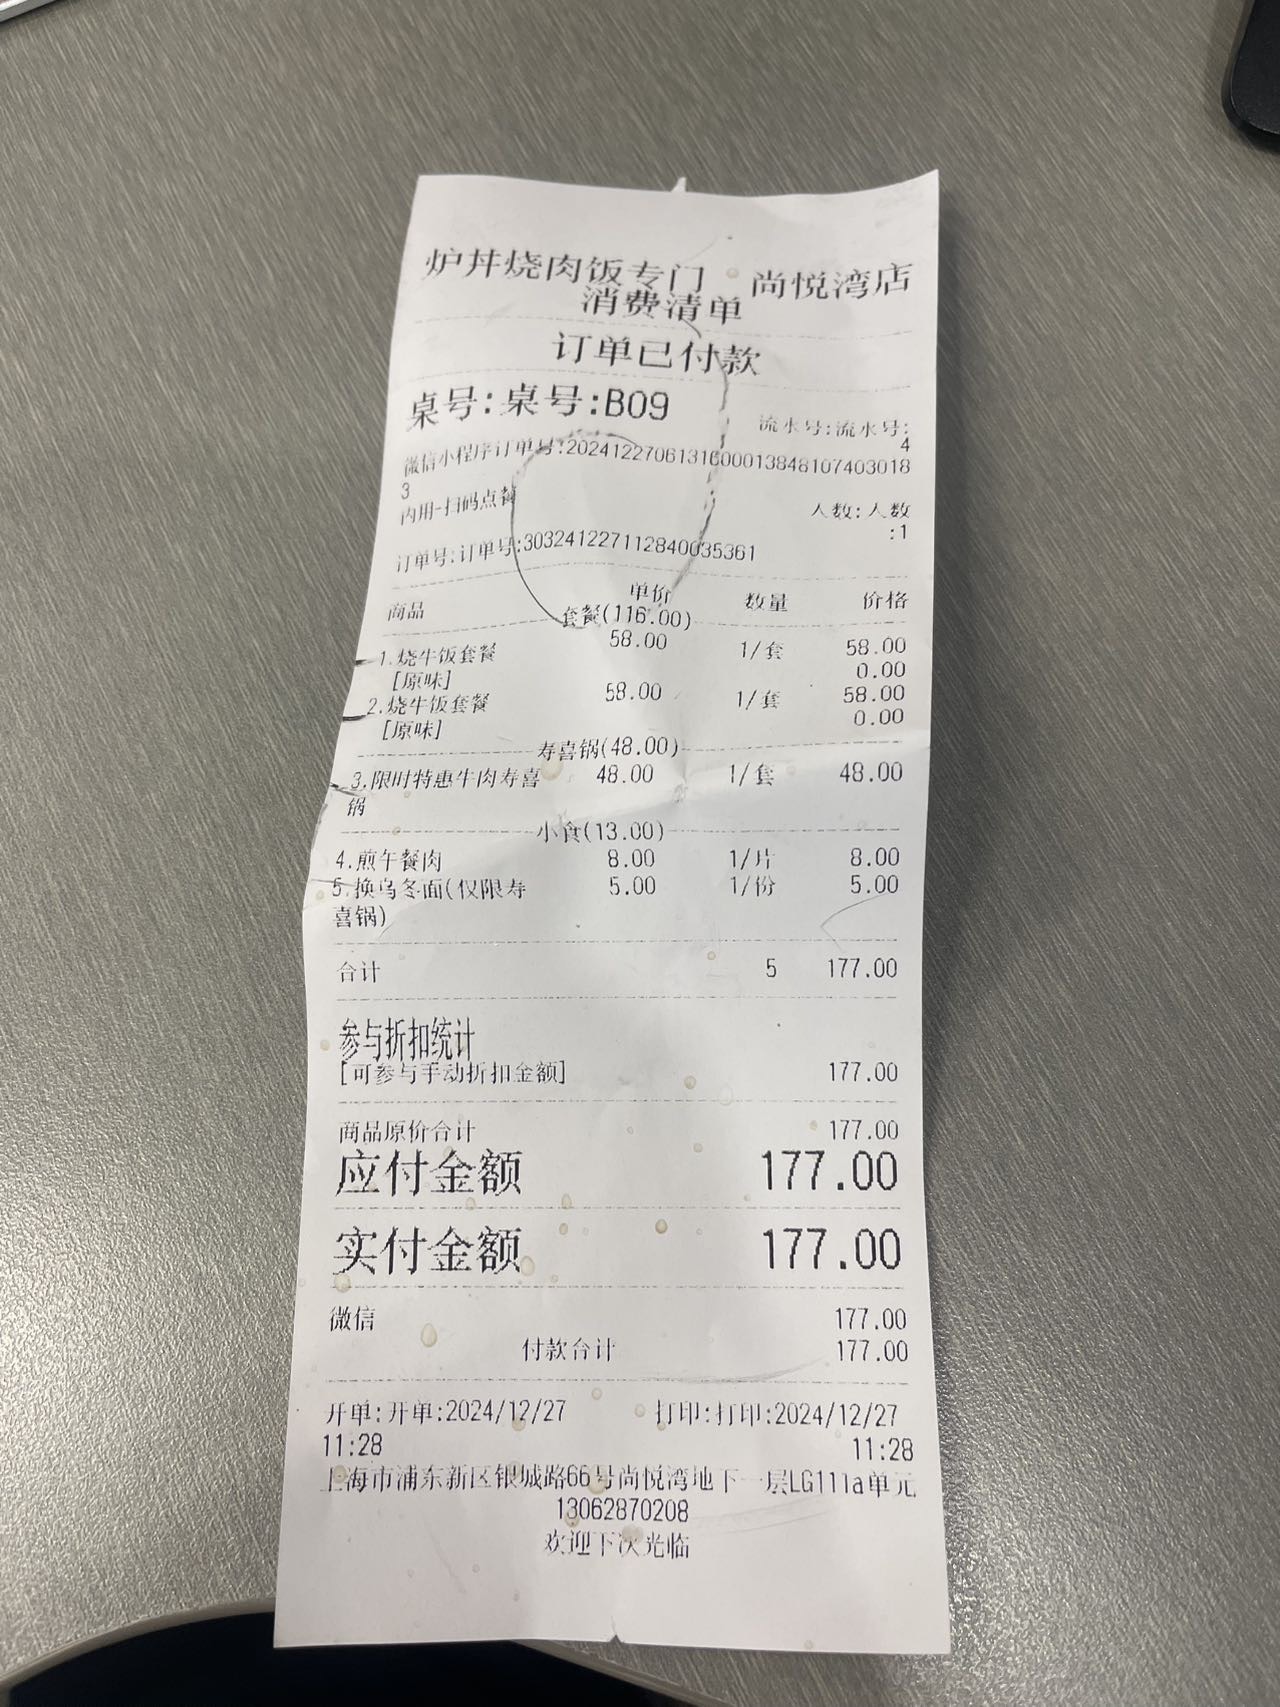 炉丼烧肉饭专门 尚悦湾店
消费清单
订单已付款
桌号:桌号:B09
流水号:流水号:
4
微信小程序订单号:2024122706131000013848107403018
3
内用-扫码点餐
人数:人数
:1
订单号:订单号:303241227112840035361
商品 单价 数量 价格
套餐(116.00)
1.烧牛饭套餐 58.00 1/套 58.00
[原味] 0.00
2.烧牛饭套餐 58.00 1/套 58.00
[原味] 0.00
寿喜锅(48.00)
3.限时特惠牛肉寿喜 48.00 1/套 48.00
锅
小食(13.00)
4.煎午餐肉 8.00 1/片 8.00
5.换乌冬面(仅限寿 5.00 1/份 5.00
喜锅)
合计 5 177.00
参与折扣统计
[可参与手动折扣金额] 177.00
商品原价合计 177.00
应付金额 177.00
实付金额 177.00
微信 177.00
付款合计 177.00
开单:开单:2024/12/27 打印:打印:2024/12/27
11:28 11:28
上海市浦东新区银城路66号尚悦湾地下一层LG111a单元
13062870208
欢迎下次光临